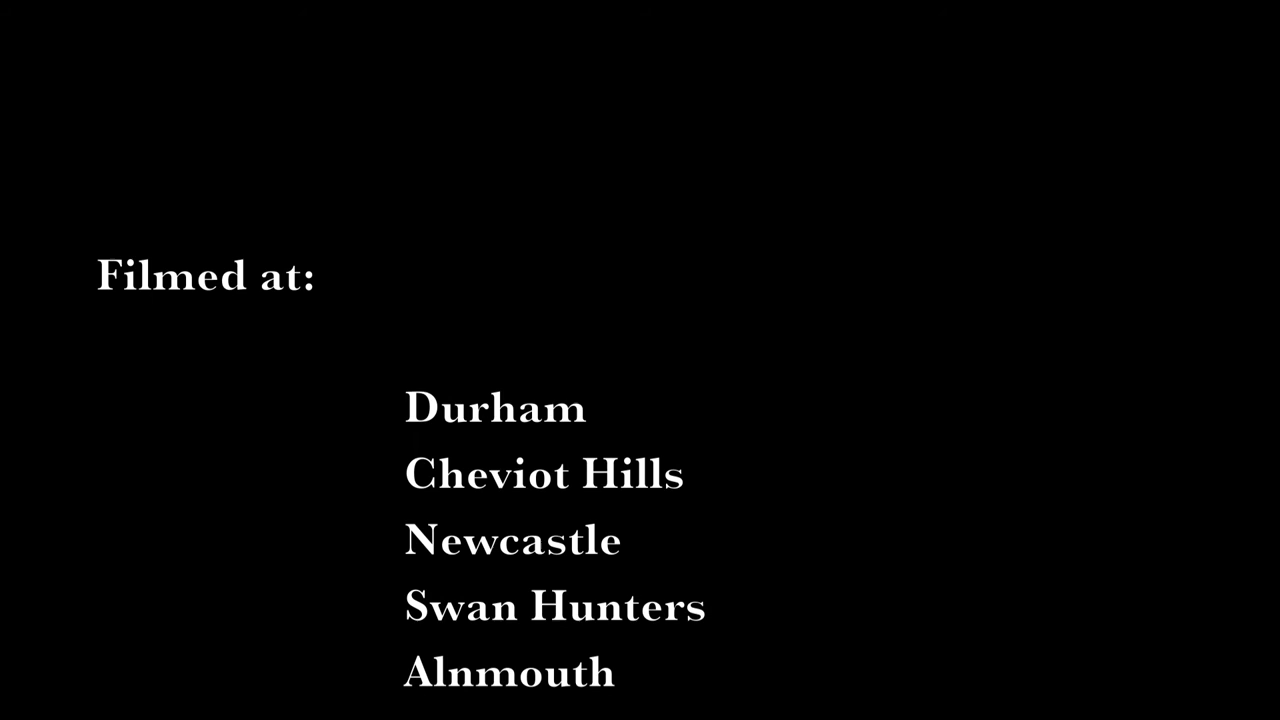 Filmed at:
Durham
Cheviot Hills
Newcastle
Swan Hunters
Alnmouth